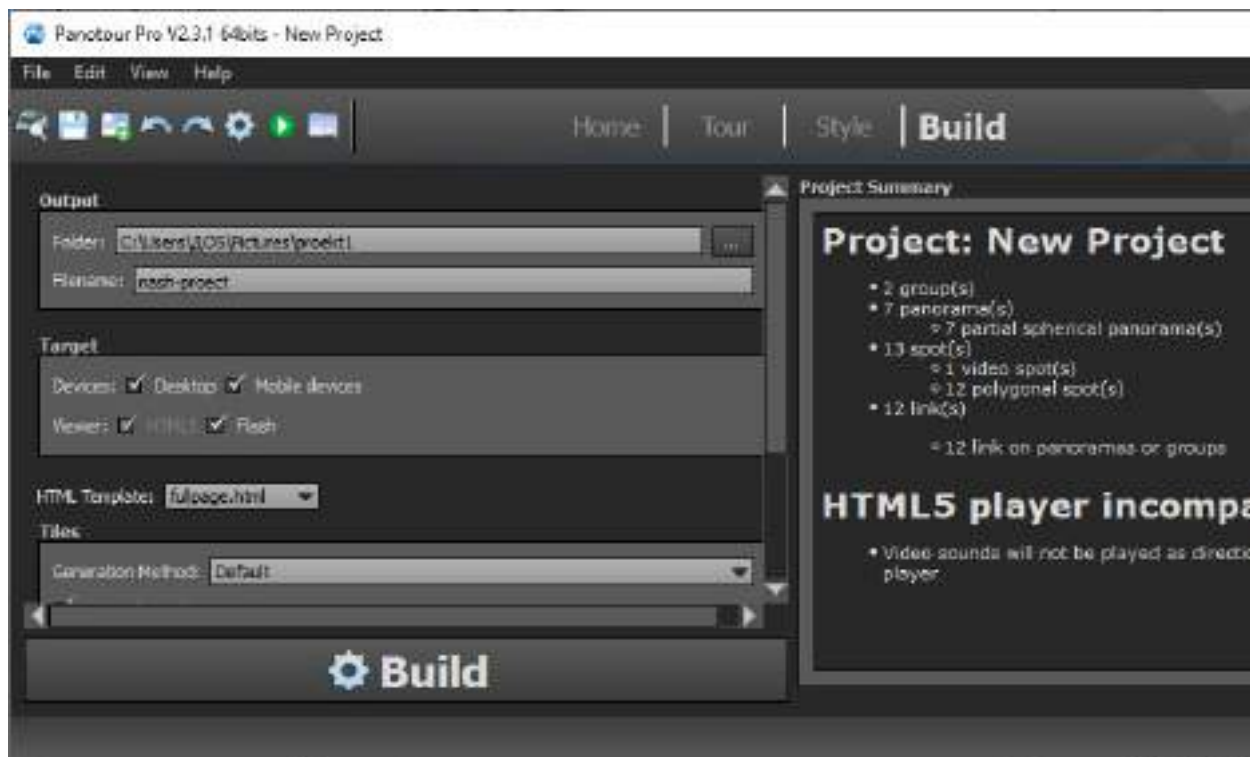 Panotour Pro V2.3.1 64bits - New Project
File Edit View Help
Home Tour Style Build
Output
Folder: C:\Users\ДОS\Pictures\proekt1 ...
Filename: nash-proect
Target
Devices: Desktop Mobile devices
Viewer: HTML5 Flash
HTML Template: fullpage.html
Tiles
Generation Method: Default
Build
Project Summary
Project: New Project
• 2 group(s)
• 7 panorama(s)
◦ 7 partial spherical panorama(s)
• 13 spot(s)
◦ 1 video spot(s)
◦ 12 polygonal spot(s)
• 12 link(s)
◦ 12 link on panoramas or groups
HTML5 player incompa
• Video sounds will not be played as directio
player